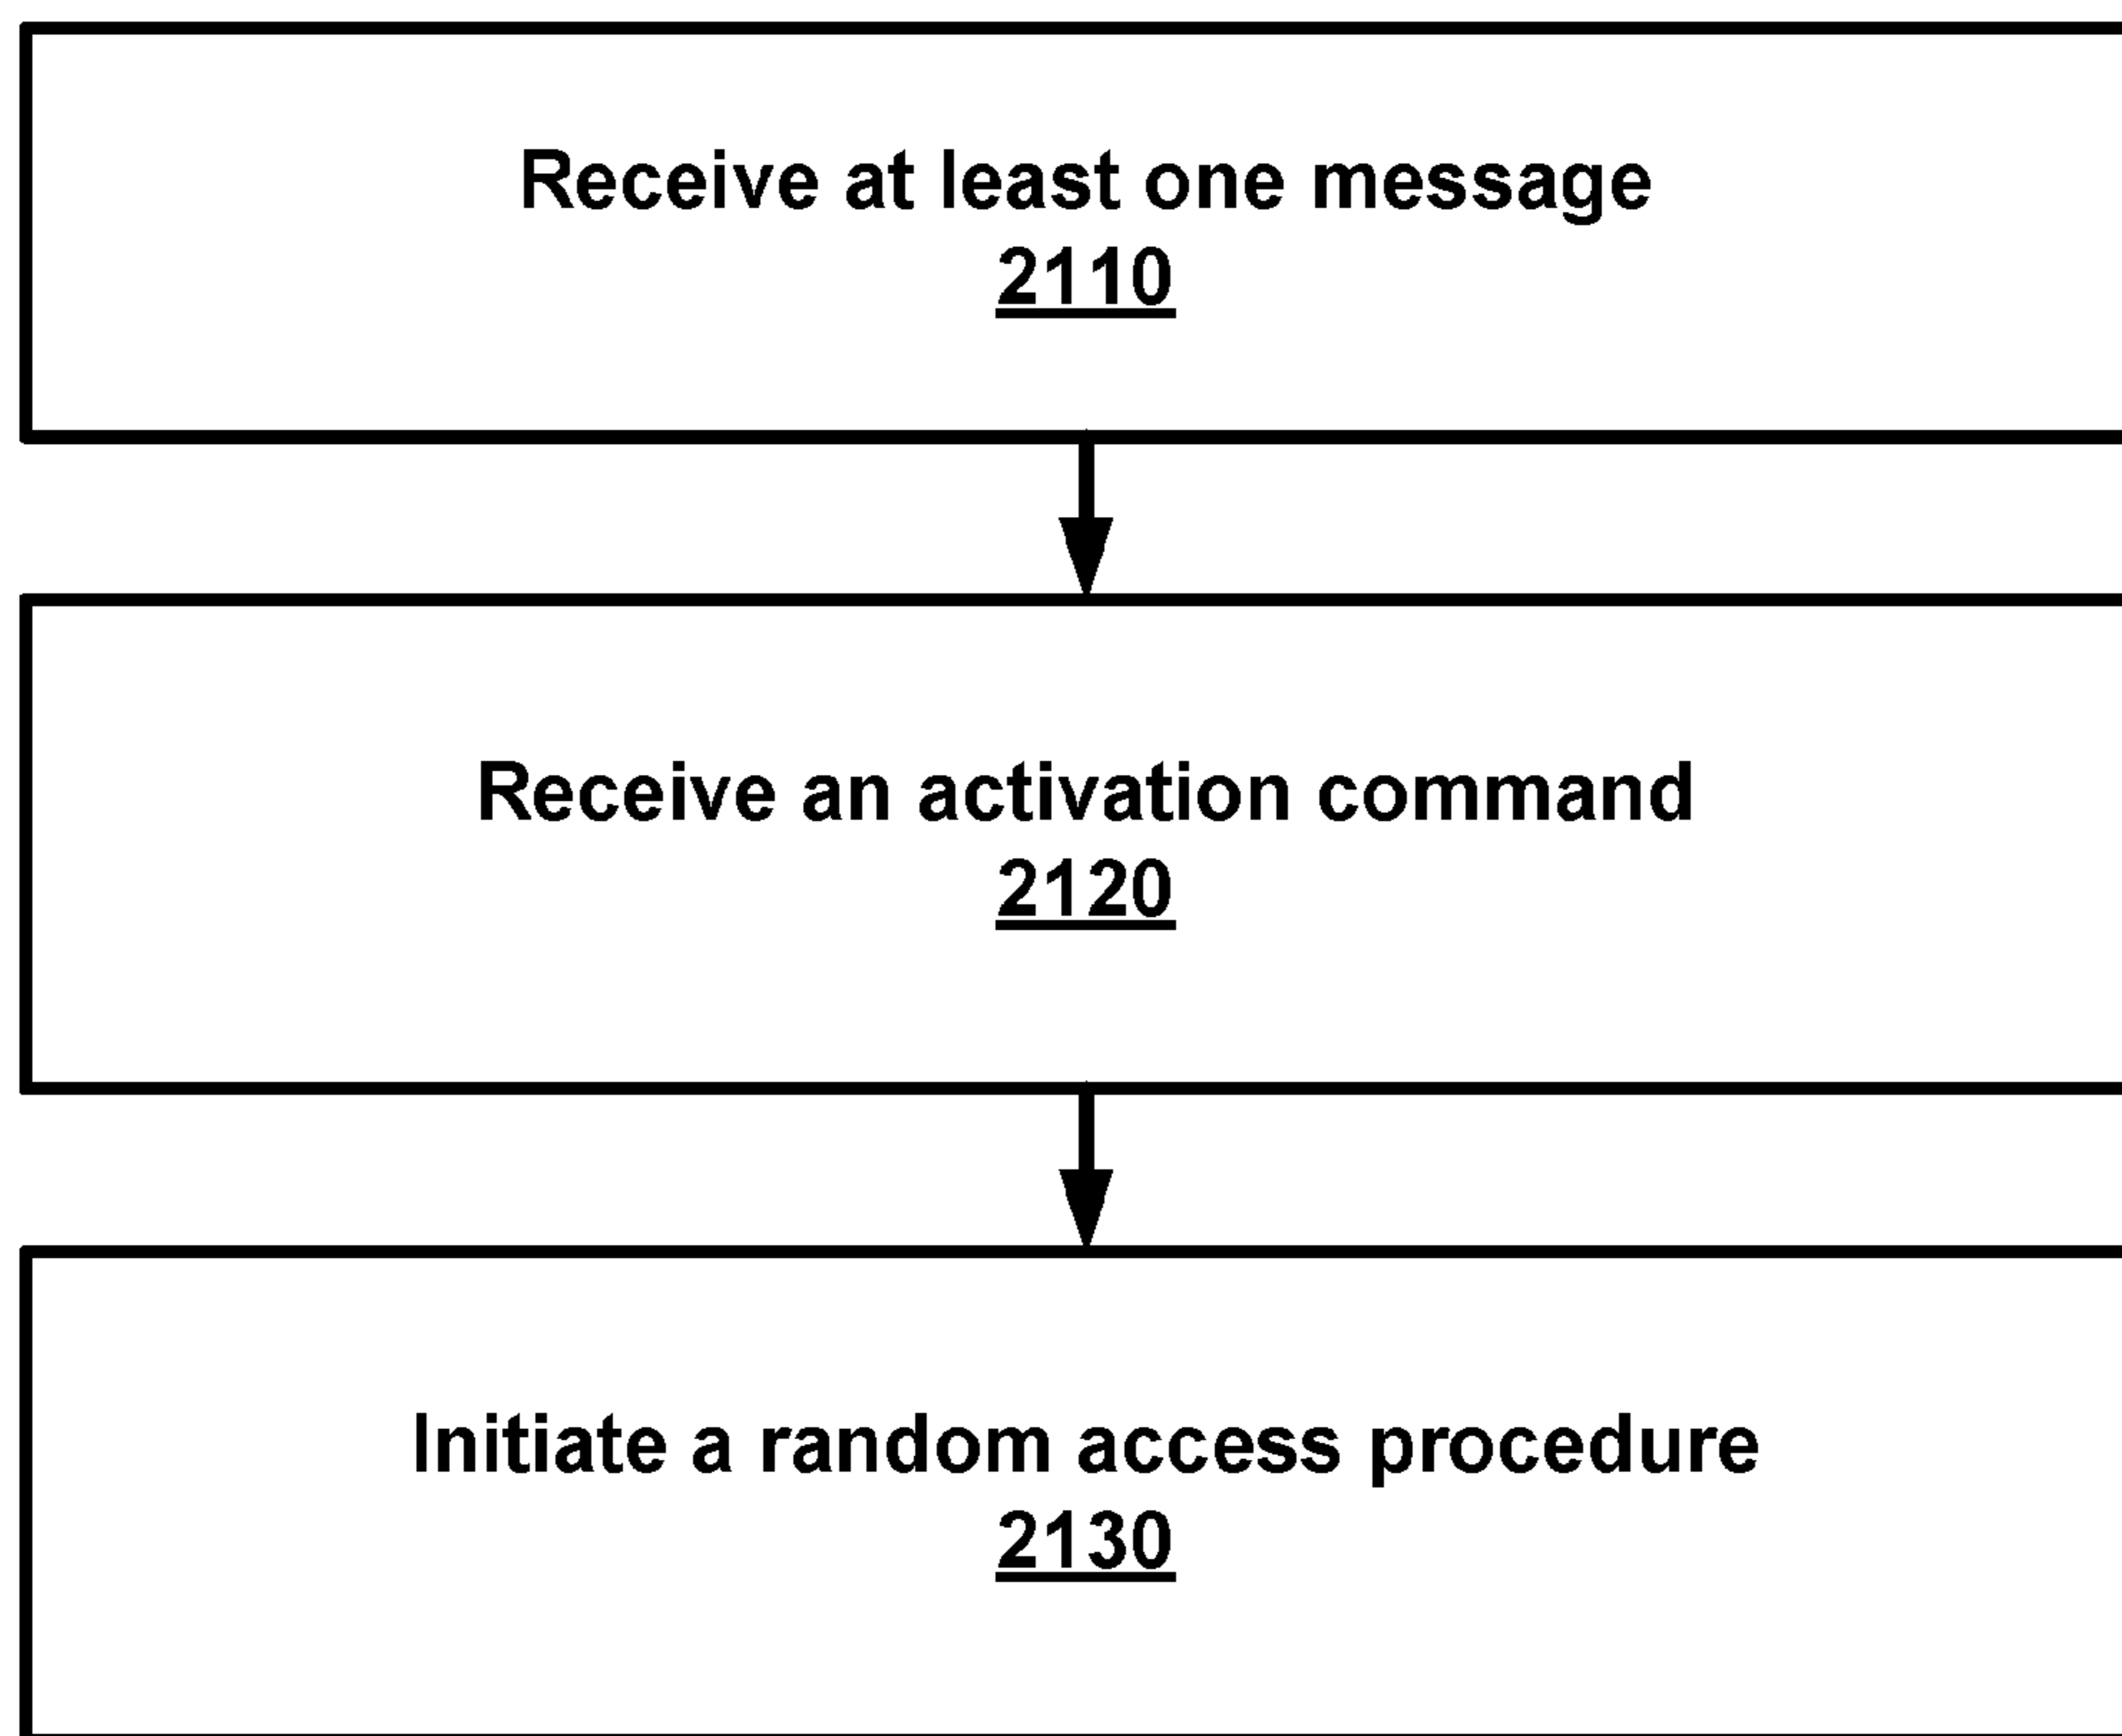 Receive at least one message
2110
Receive an activation command
2120
Initiate a random access procedure
2130